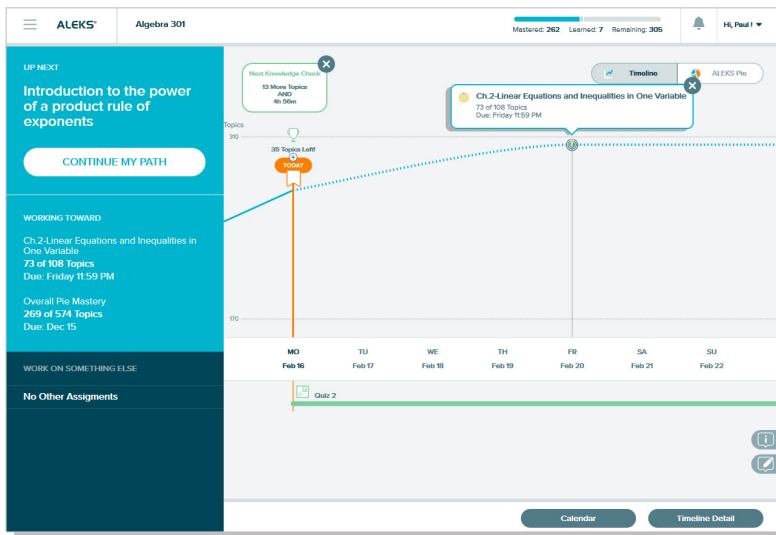 ALEKS®
Algebra 301
Mastered: 262 Learned: 7 Remaining: 305
Hi, Paul !
UP NEXT
Introduction to the power
of a product rule of
exponents
CONTINUE MY PATH
WORKING TOWARD
Ch.2-Linear Equations and Inequalities in
One Variable
73 of 108 Topics
Due: Friday 11:59 PM
Overall Pie Mastery
269 of 574 Topics
Due: Dec 15
WORK ON SOMETHING ELSE
No Other Assigments
Next Knowledge Check
13 More Topics
AND
4h 56m
Timeline
ALEKS Pie
Ch.2-Linear Equations and Inequalities in One Variable
73 of 108 Topics
Due: Friday 11:59 PM
Topics
310
35 Topics Left!
TODAY
170
MO TU WE TH FR SA SU
Feb 16 Feb 17 Feb 18 Feb 19 Feb 20 Feb 21 Feb 22
Quiz 2
Calendar
Timeline Detail